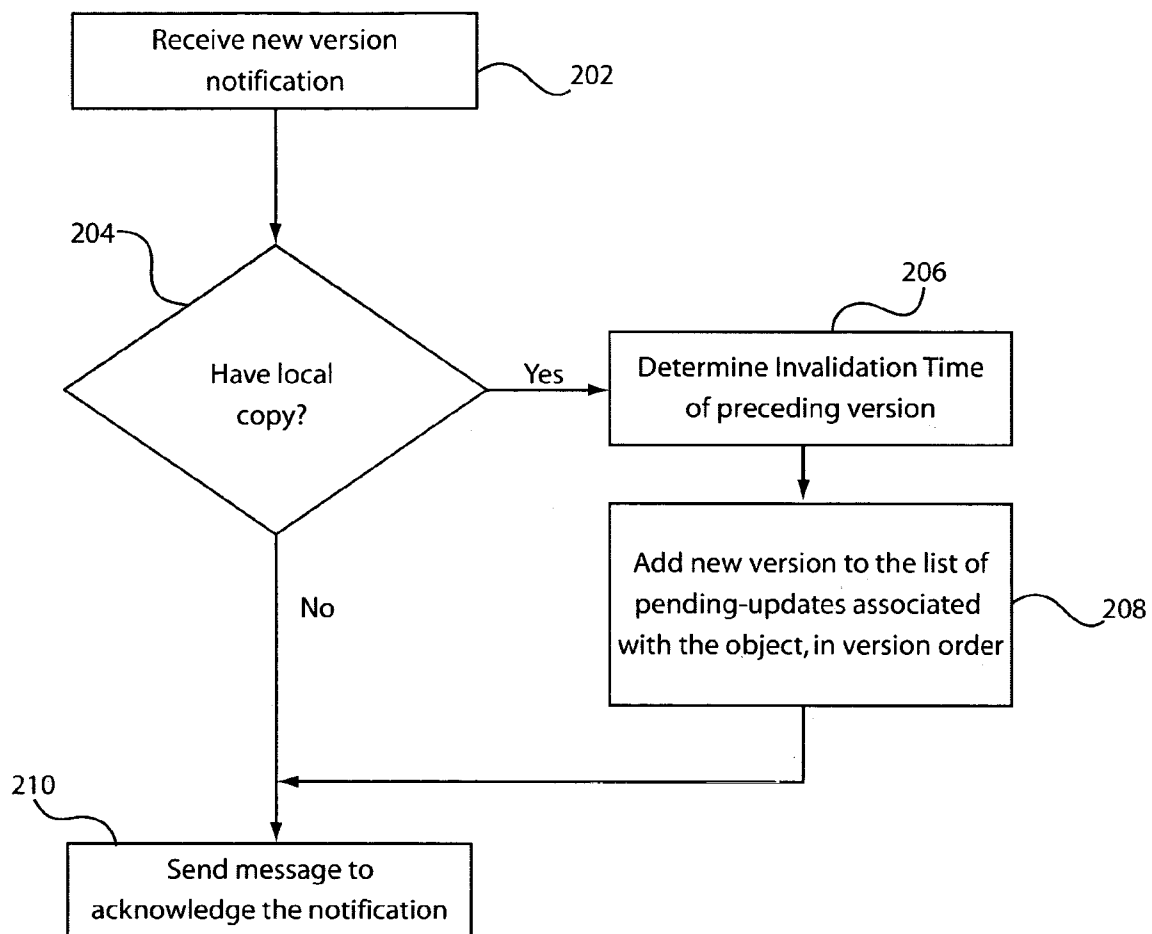 Receive new version
notification
202
204
Have local
copy?
Yes
206
Determine Invalidation Time
of preceding version
Add new version to the list of
pending-updates associated
with the object, in version order
208
No
210
Send message to
acknowledge the notification